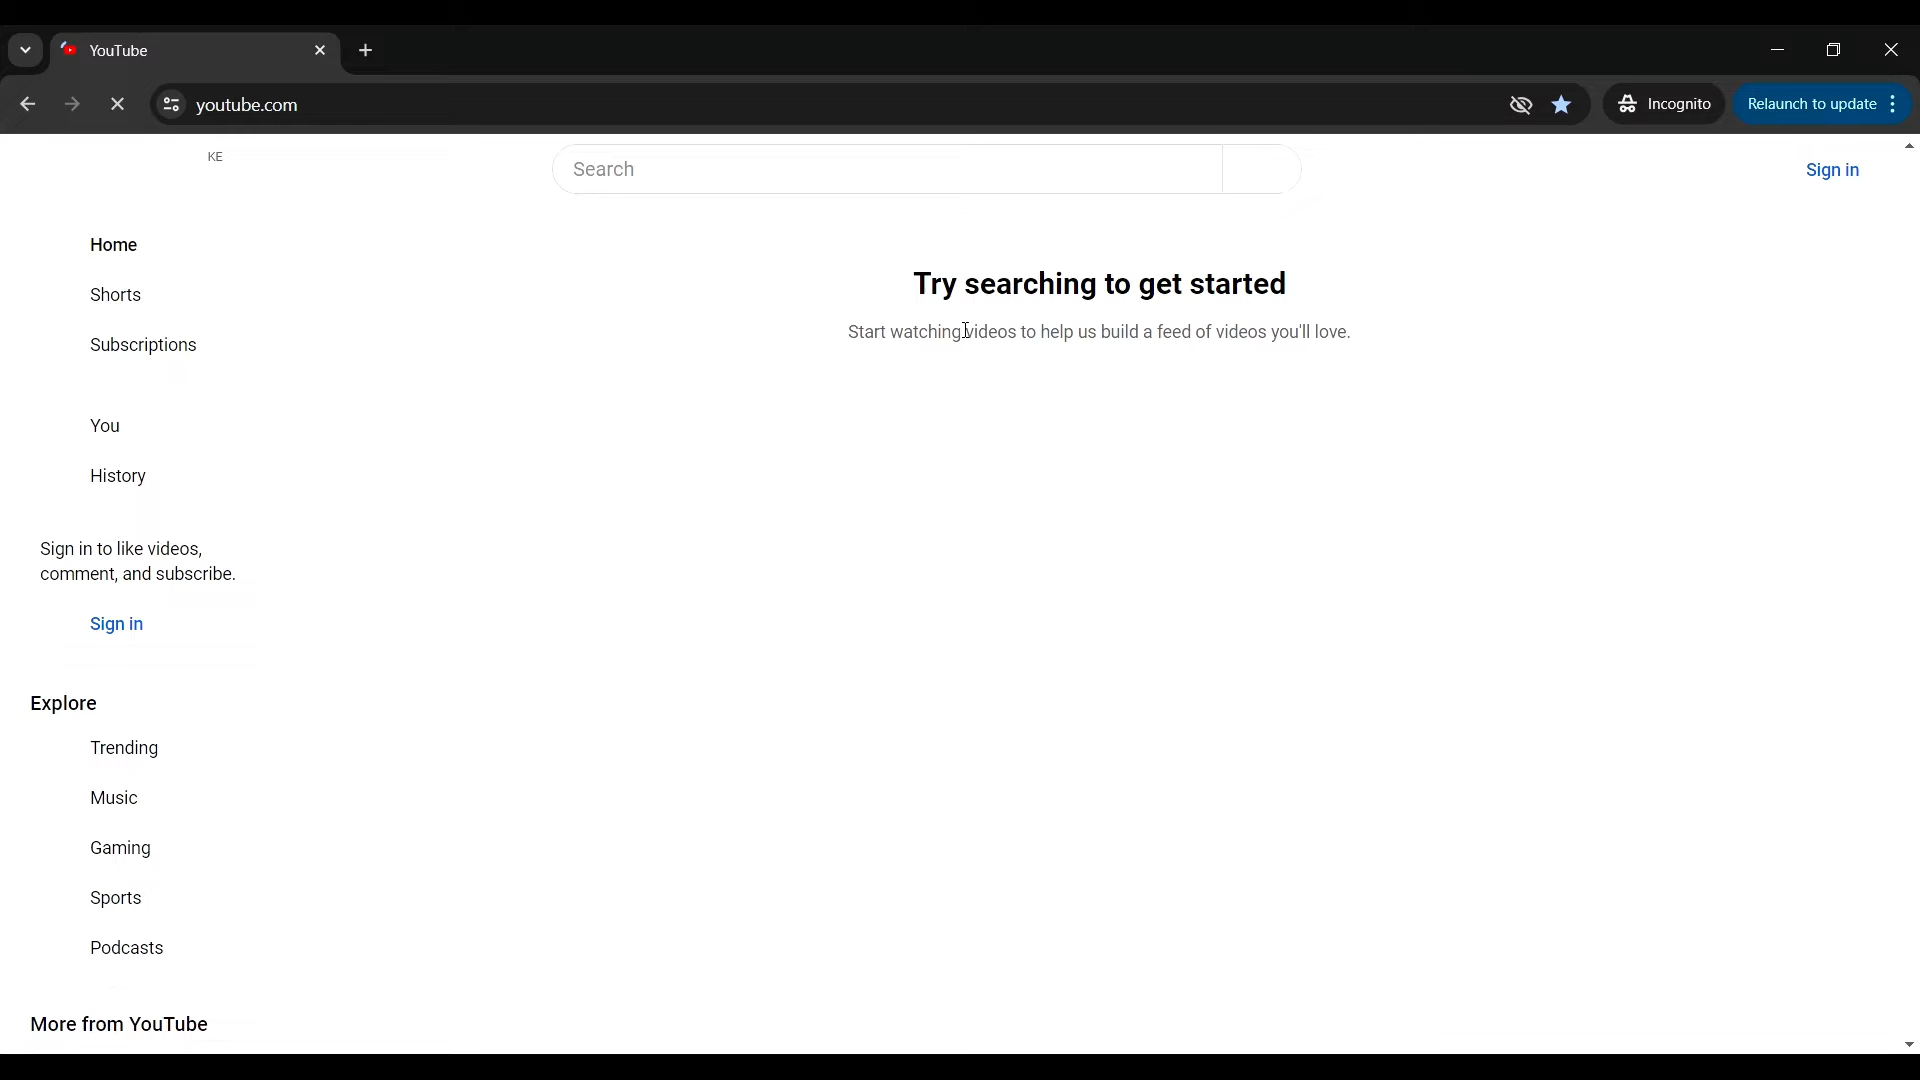 YouTube
youtube.com
Incognito
Relaunch to update
KE
Search
Sign in
Home
Shorts
Subscriptions
You
History
Sign in to like videos,
comment, and subscribe.
Sign in
Explore
Trending
Music
Gaming
Sports
Podcasts
More from YouTube
Try searching to get started
Start watching videos to help us build a feed of videos you'll love.